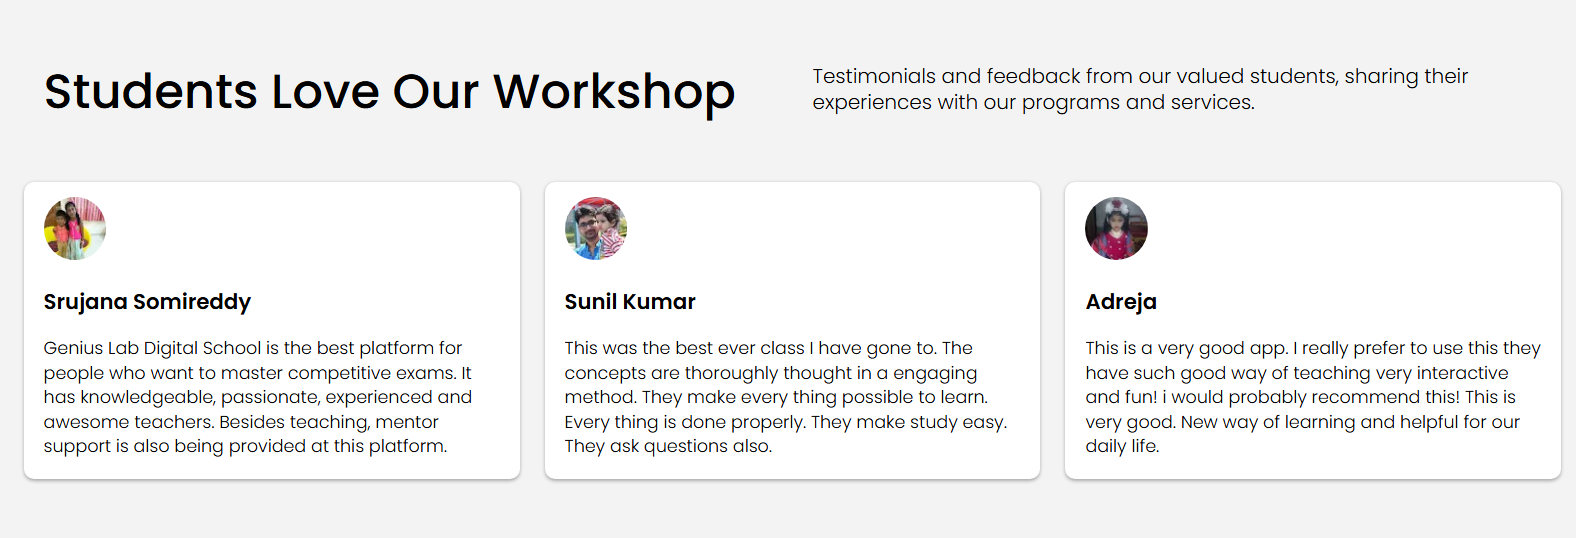 Students Love Our Workshop
Testimonials and feedback from our valued students, sharing their
experiences with our programs and services.
Srujana Somireddy
Genius Lab Digital School is the best platform for
people who want to master competitive exams. It
has knowledgeable, passionate, experienced and
awesome teachers. Besides teaching, mentor
support is also being provided at this platform.
Sunil Kumar
This was the best ever class I have gone to. The
concepts are thoroughly thought in a engaging
method. They make every thing possible to learn.
Every thing is done properly. They make study easy.
They ask questions also.
Adreja
This is a very good app. I really prefer to use this they
have such good way of teaching very interactive
and fun! i would probably recommend this! This is
very good. New way of learning and helpful for our
daily life.